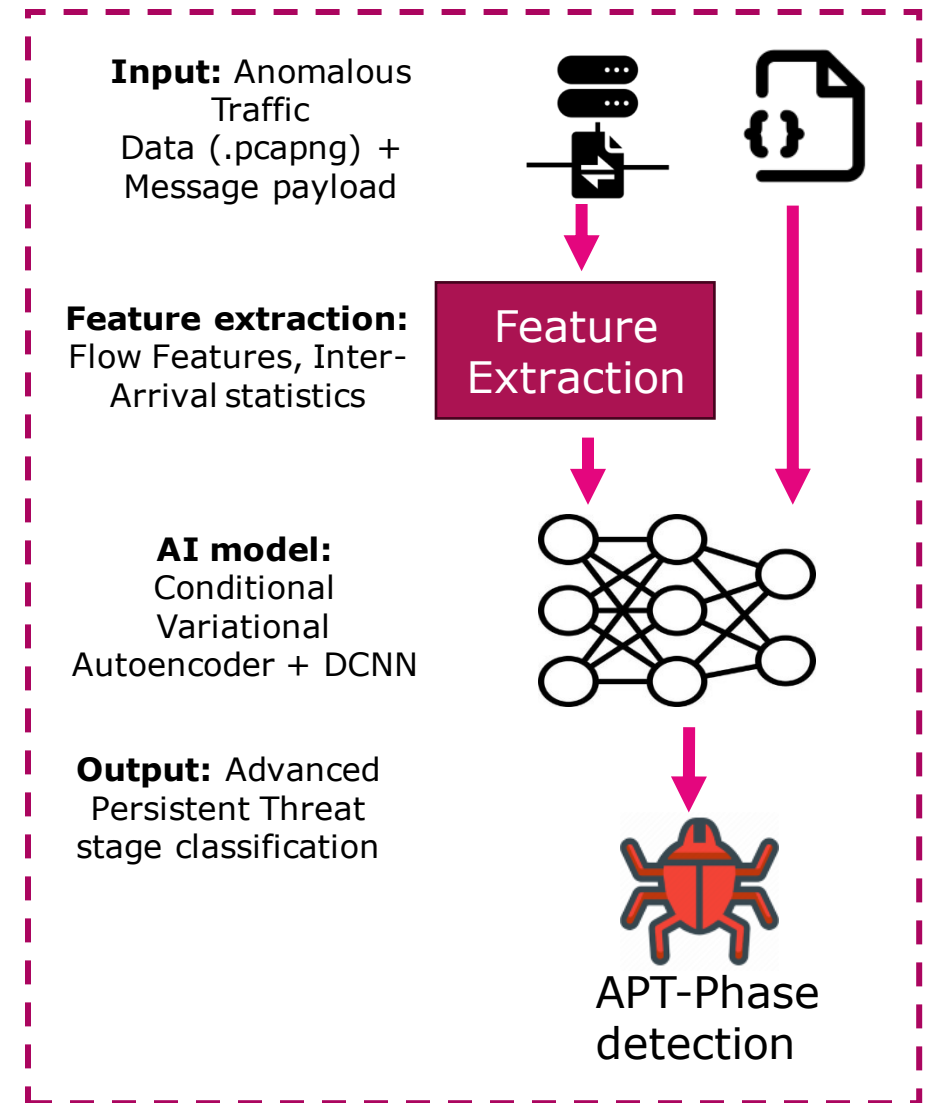 Input: Anomalous
Traffic
Data (.pcapng) +
Message payload
{}
Feature extraction:
Flow Features, Inter-
Arrival statistics
Feature
Extraction
AI model:
Conditional
Variational
Autoencoder + DCNN
Output: Advanced
Persistent Threat
stage classification
APT-Phase
detection